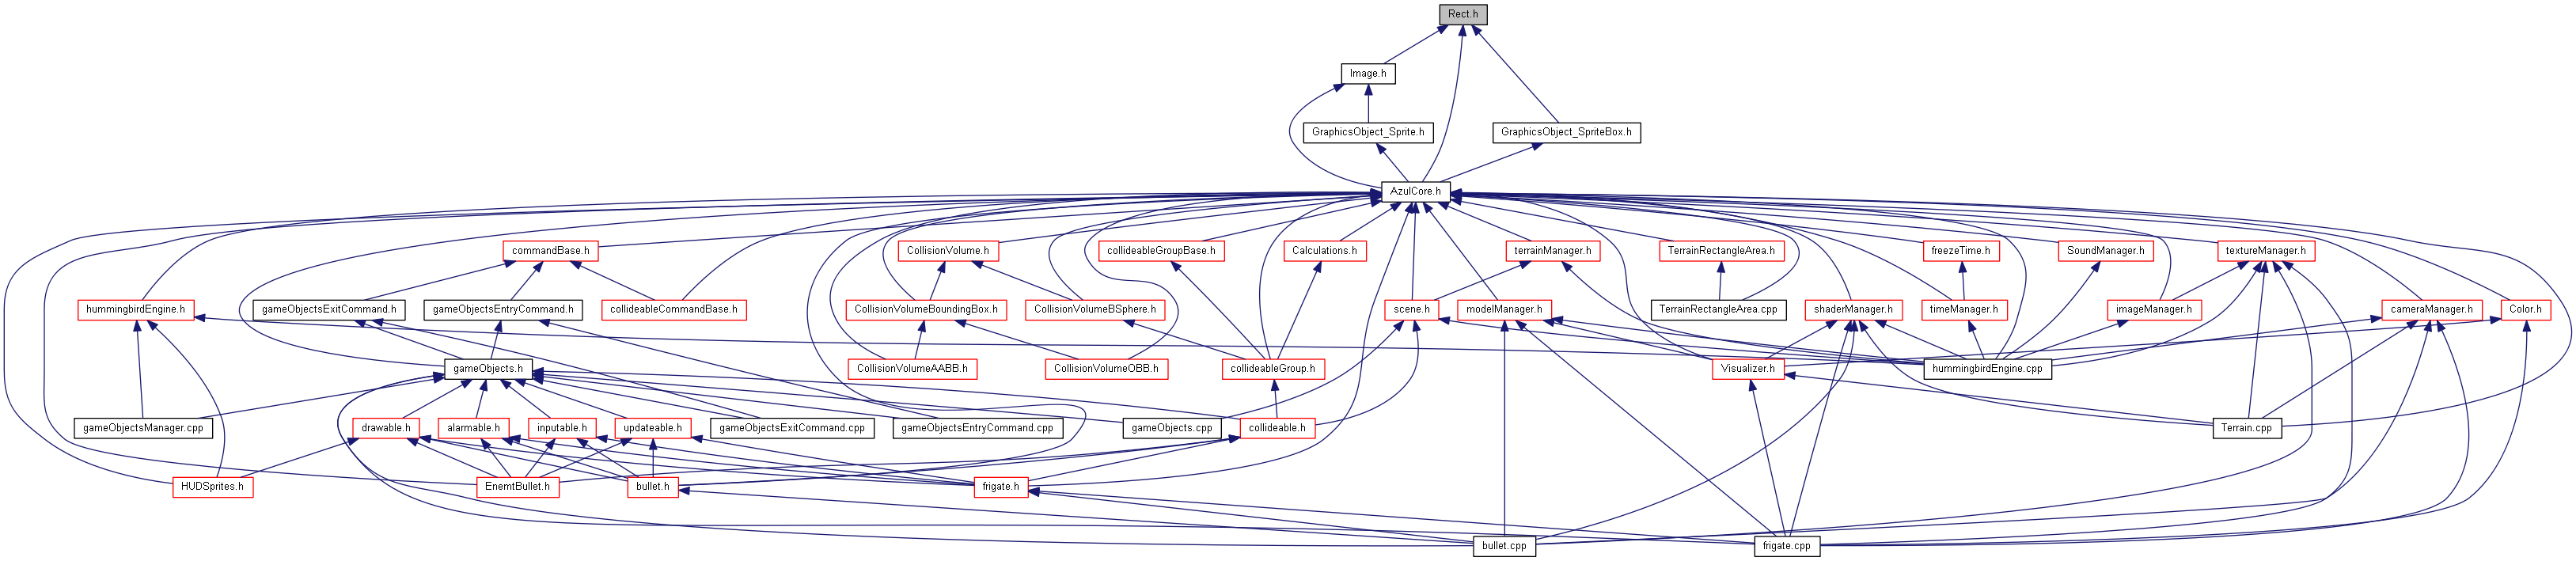 Rect.h
Image.h
GraphicsObject_Sprite.h
GraphicsObject_SpriteBox.h
AzulCore.h
commandBase.h
CollisionVolume.h
collideableGroupBase.h
Calculations.h
terrainManager.h
TerrainRectangleArea.h
freezeTime.h
SoundManager.h
textureManager.h
hummingbirdEngine.h
gameObjectsExitCommand.h
gameObjectsEntryCommand.h
collideableCommandBase.h
CollisionVolumeBoundingBox.h
CollisionVolumeBSphere.h
scene.h
modelManager.h
TerrainRectangleArea.cpp
shaderManager.h
timeManager.h
imageManager.h
cameraManager.h
Color.h
gameObjects.h
CollisionVolumeAABB.h
CollisionVolumeOBB.h
collideableGroup.h
Visualizer.h
hummingbirdEngine.cpp
gameObjectsManager.cpp
drawable.h
alarmable.h
inputable.h
updateable.h
gameObjectsExitCommand.cpp
gameObjectsEntryCommand.cpp
gameObjects.cpp
collideable.h
Terrain.cpp
HUDSprites.h
EnemtBullet.h
bullet.h
frigate.h
bullet.cpp
frigate.cpp